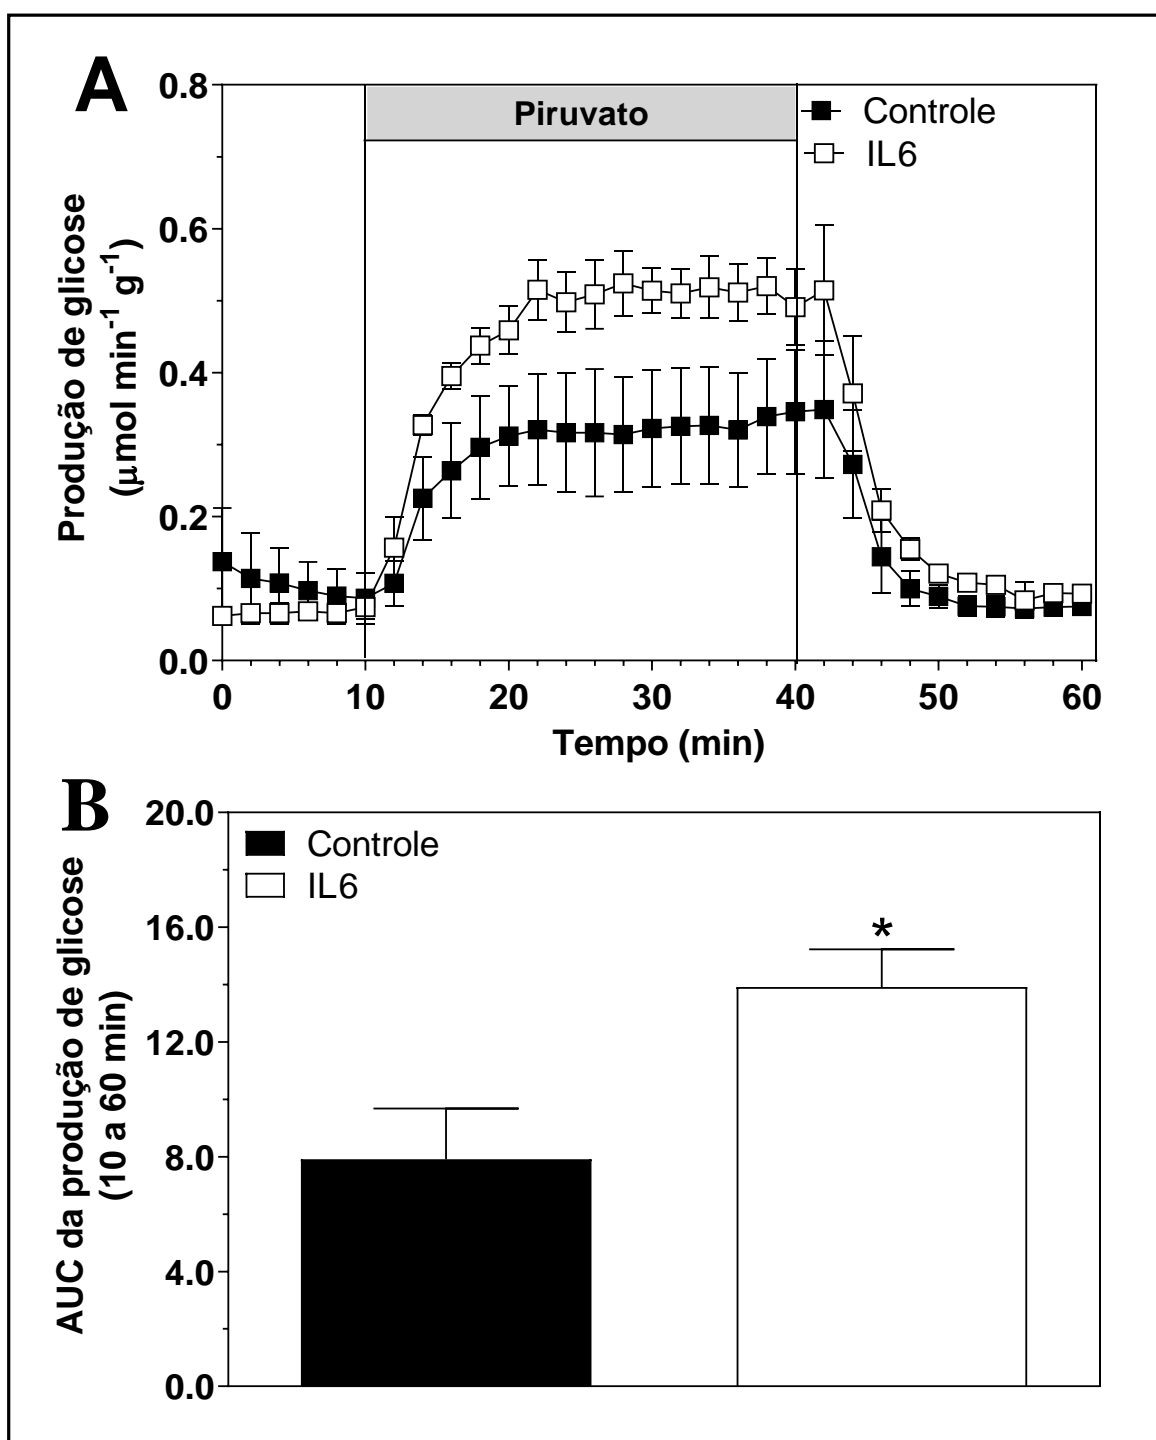 A
0.8
0.6
0.4
0.2
0.0
Produção de glicose
(μmol min⁻¹ g⁻¹)
Piruvato
Controle
IL6
0 10 20 30 40 50 60
Tempo (min)
B
20.0
16.0
12.0
8.0
4.0
0.0
AUC da produção de glicose
(10 a 60 min)
Controle
IL6
*